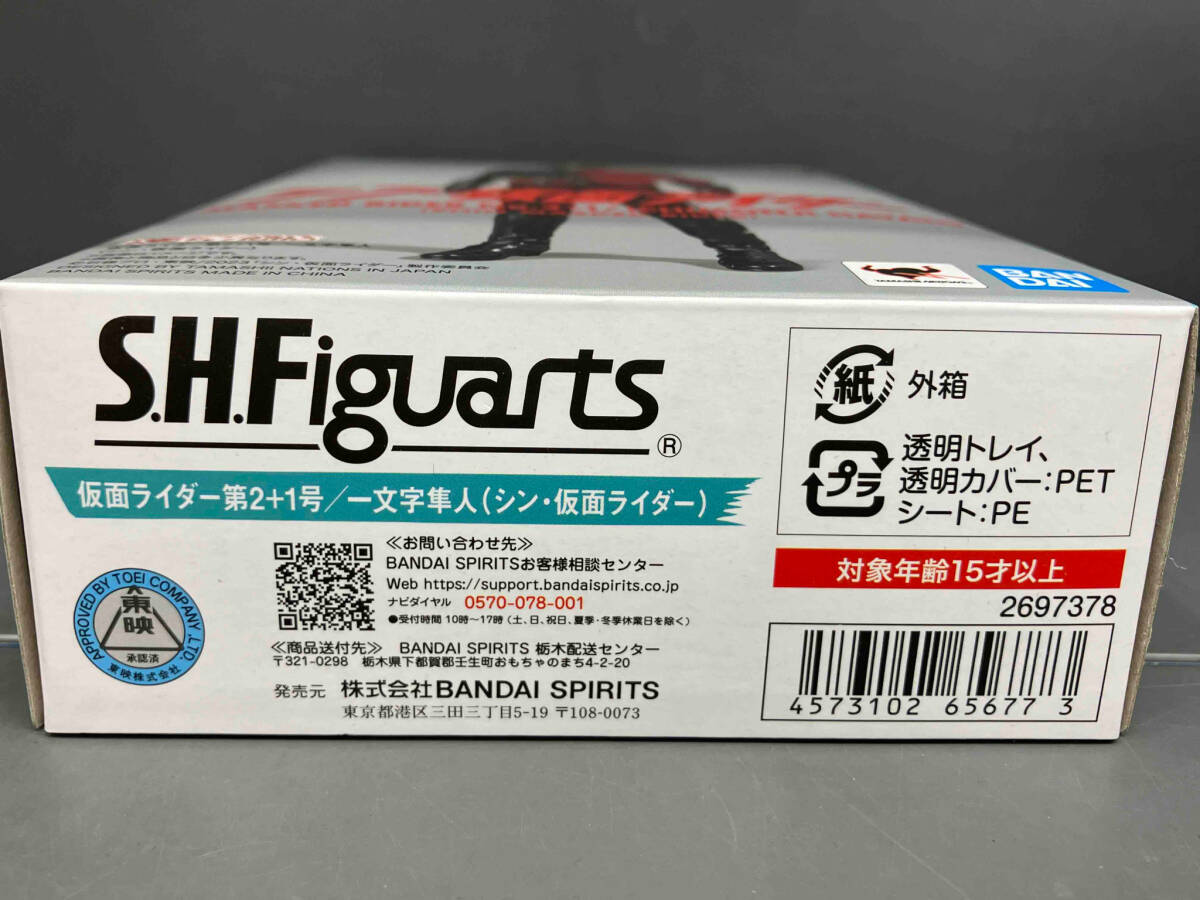 DESIGNED BY TAMASHII NATIONS IN JAPAN
BANDAI SPIRITS MADE IN CHINA
TAMASHII NATIONS
BAN
DAI
S.H.Figuarts
®
仮面ライダー第2+1号/一文字隼人(シン・仮面ライダー)
APPROVED BY TOEI COMPANY, LTD.
東映
承認済
東映株式会社
≪お問い合わせ先≫
BANDAI SPIRITSお客様相談センター
Web https://support.bandaispirits.co.jp
ナビダイヤル 0570-078-001
●受付時間 10時~17時(土、日、祝日、夏季・冬季休業日を除く)
≪商品送付先≫ BANDAI SPIRITS 栃木配送センター
〒321-0298 栃木県下都賀郡壬生町おもちゃのまち4-2-20
発売元 株式会社BANDAI SPIRITS
東京都港区三田三丁目5-19 〒108-0073
紙 外箱
プラ 透明トレイ、
透明カバー:PET
シート:PE
対象年齢15才以上
2697378
4573102 65677 3